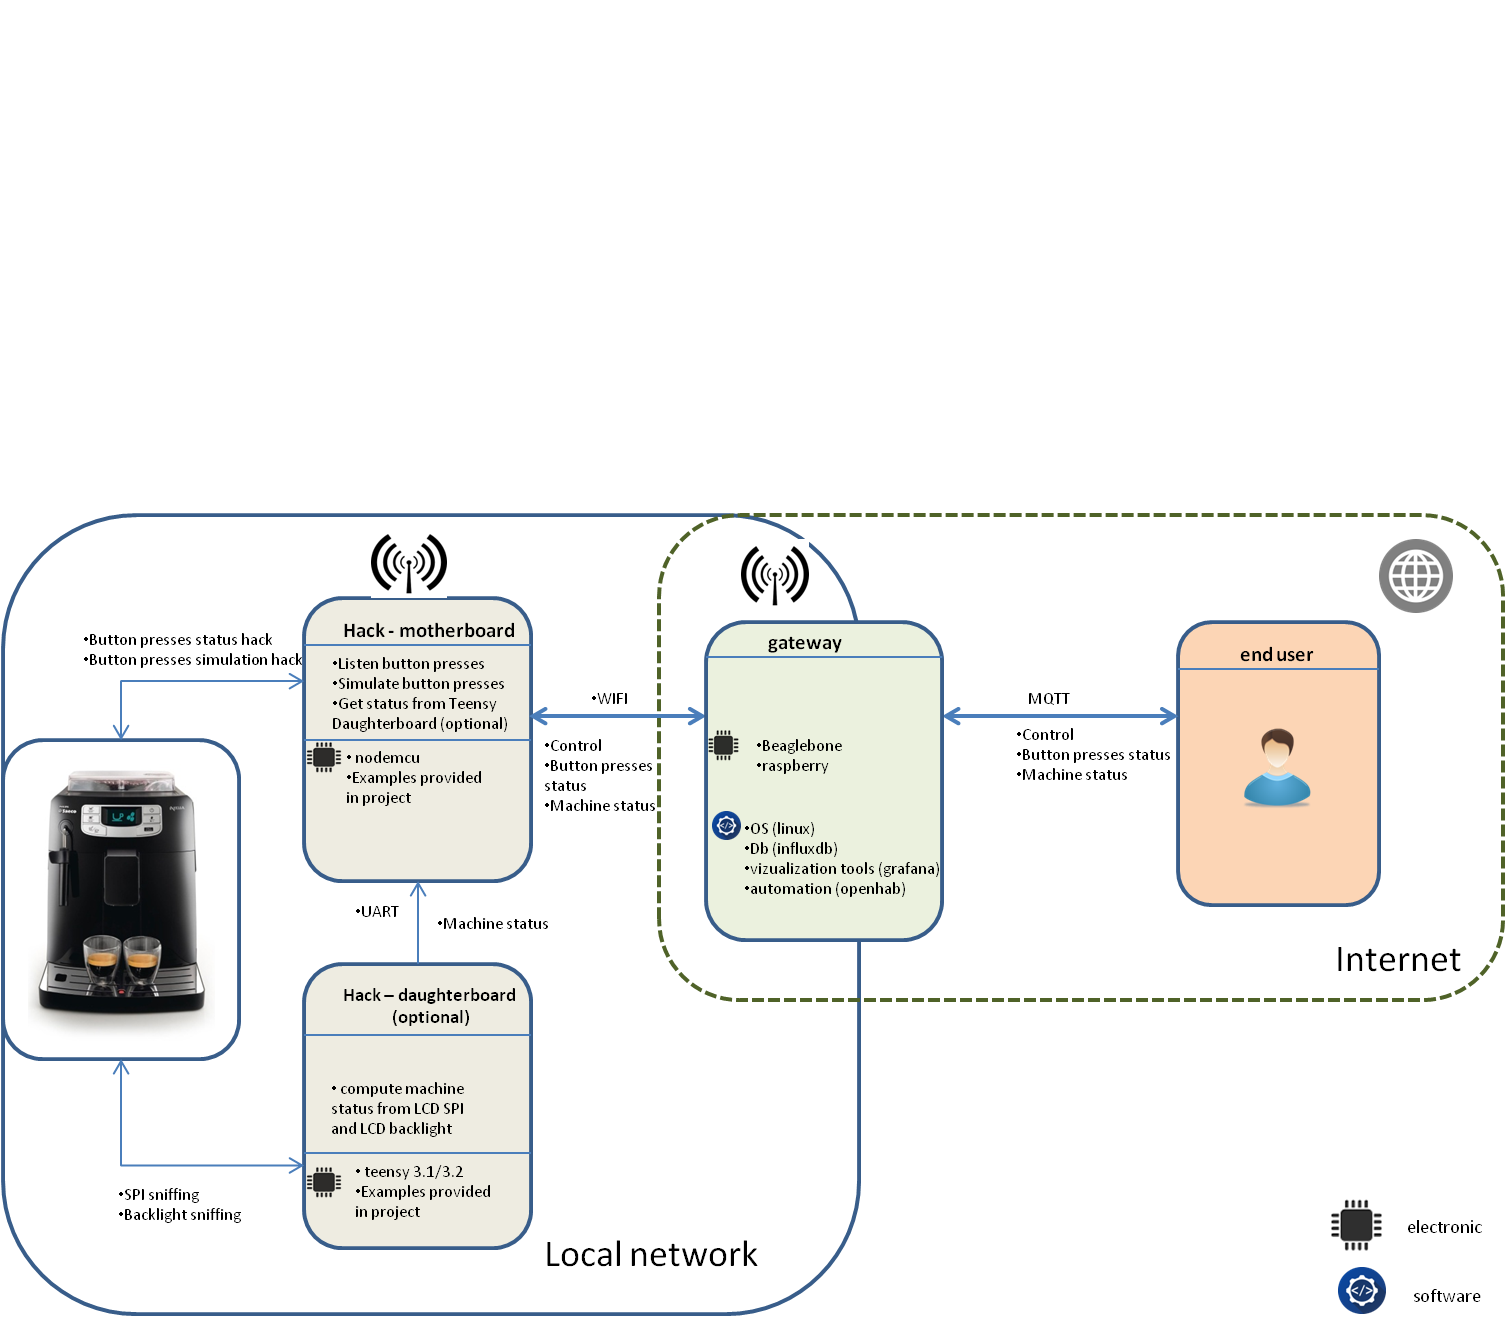 Hack - motherboard
•Listen button presses
•Simulate button presses
•Get status from Teensy
Daughterboard (optional)
• nodemcu
•Examples provided
in project
•Button presses status hack
•Button presses simulation hack
•WIFI
•Control
•Button presses
status
•Machine status
gateway
•Beaglebone
•raspberry
•OS (linux)
•Db (influxdb)
•vizualization tools (grafana)
•automation (openhab)
MQTT
•Control
•Button presses status
•Machine status
end user
Internet
•UART
•Machine status
Hack – daughterboard
(optional)
• compute machine
status from LCD SPI
and LCD backlight
• teensy 3.1/3.2
•Examples provided
in project
•SPI sniffing
•Backlight sniffing
Local network
electronic
software